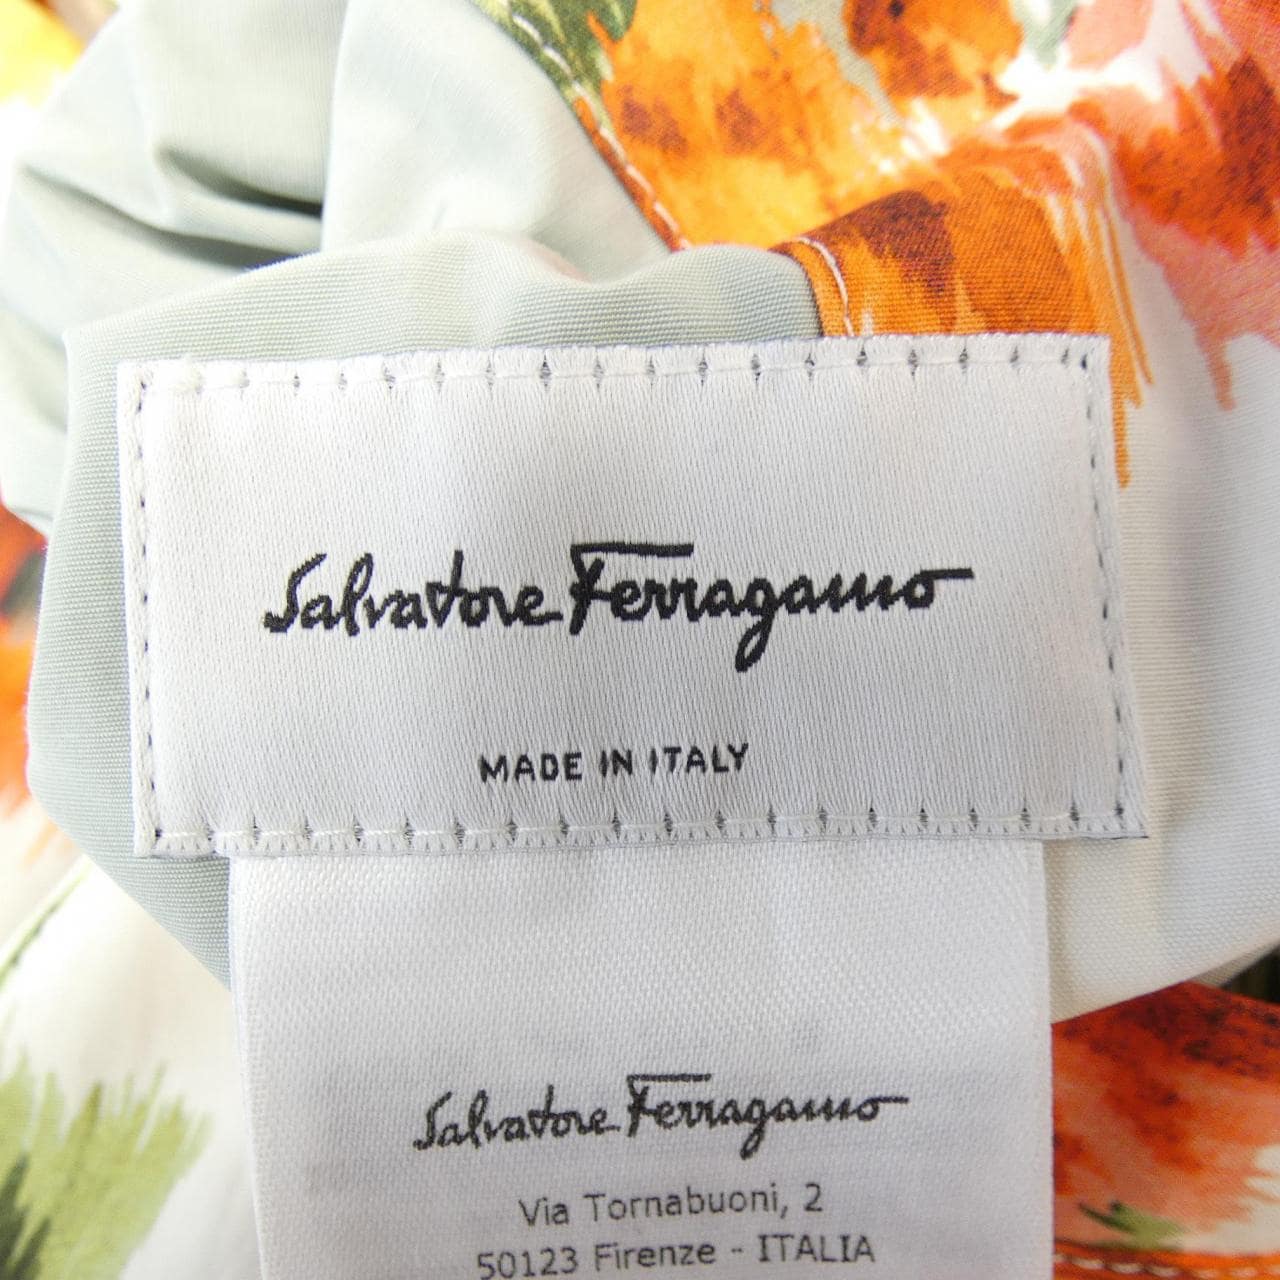 Salvatore Ferragamo
MADE IN ITALY
Salvatore Ferragamo
Via Tornabuoni, 2
50123 Firenze - ITALIA